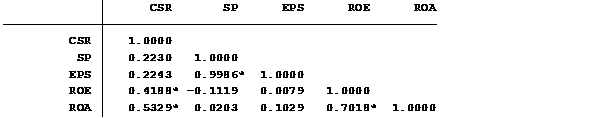 CSR SP EPS ROE ROA
CSR 1.0000
SP 0.2230 1.0000
EPS 0.2243 0.9986* 1.0000
ROE 0.4188* -0.1119 0.0079 1.0000
ROA 0.5329* 0.0203 0.1029 0.7018* 1.0000